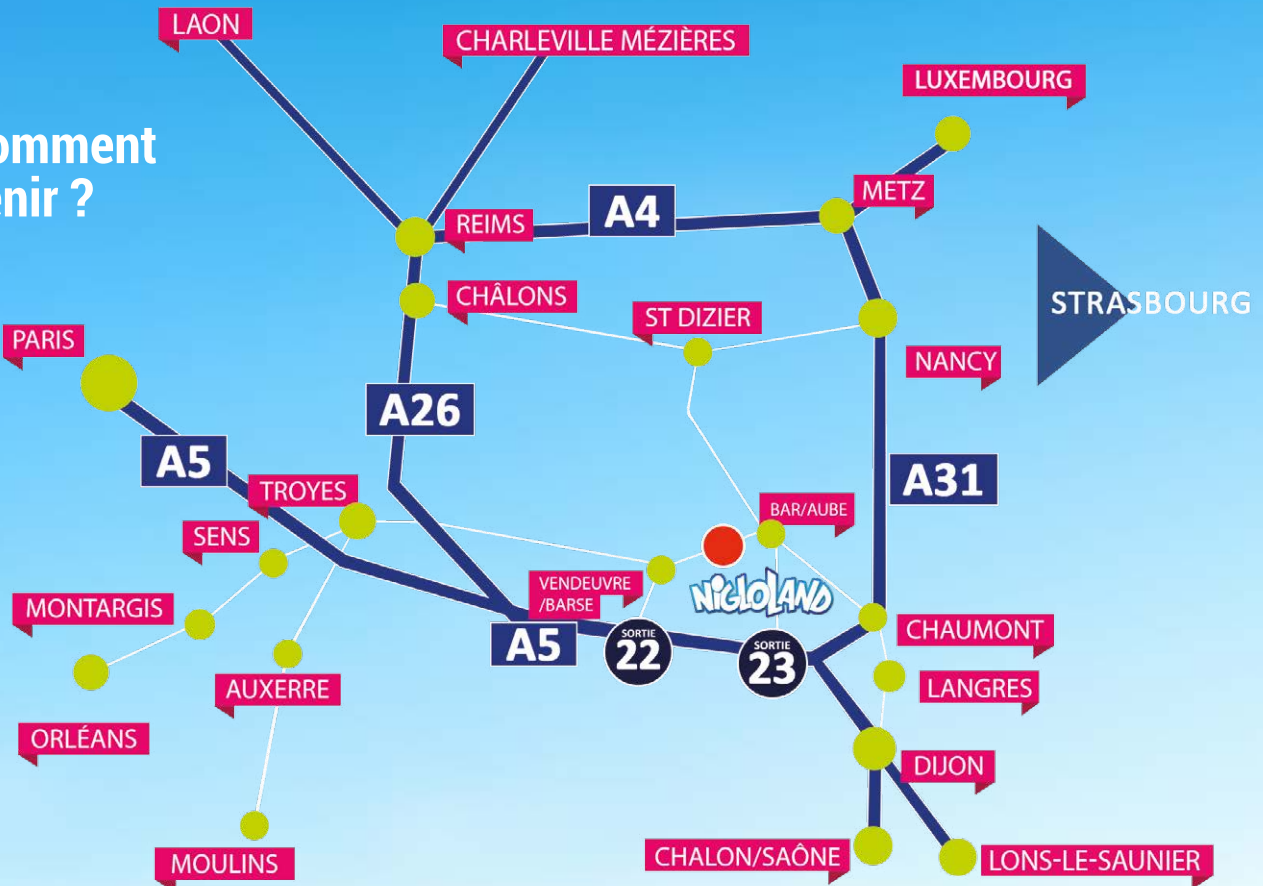 LAON
CHARLEVILLE MÉZIÈRES
LUXEMBOURG
omment
enir ?
METZ
A4
REIMS
STRASBOURG
CHÂLONS
ST DIZIER
PARIS
NANCY
A26
A5
A31
TROYES
BAR/AUBE
SENS
VENDEUVRE
/BARSE
NIGLOLAND
MONTARGIS
CHAUMONT
A5
SORTIE
22
SORTIE
23
AUXERRE
LANGRES
ORLÉANS
DIJON
MOULINS
CHALON/SAÔNE
LONS-LE-SAUNIER